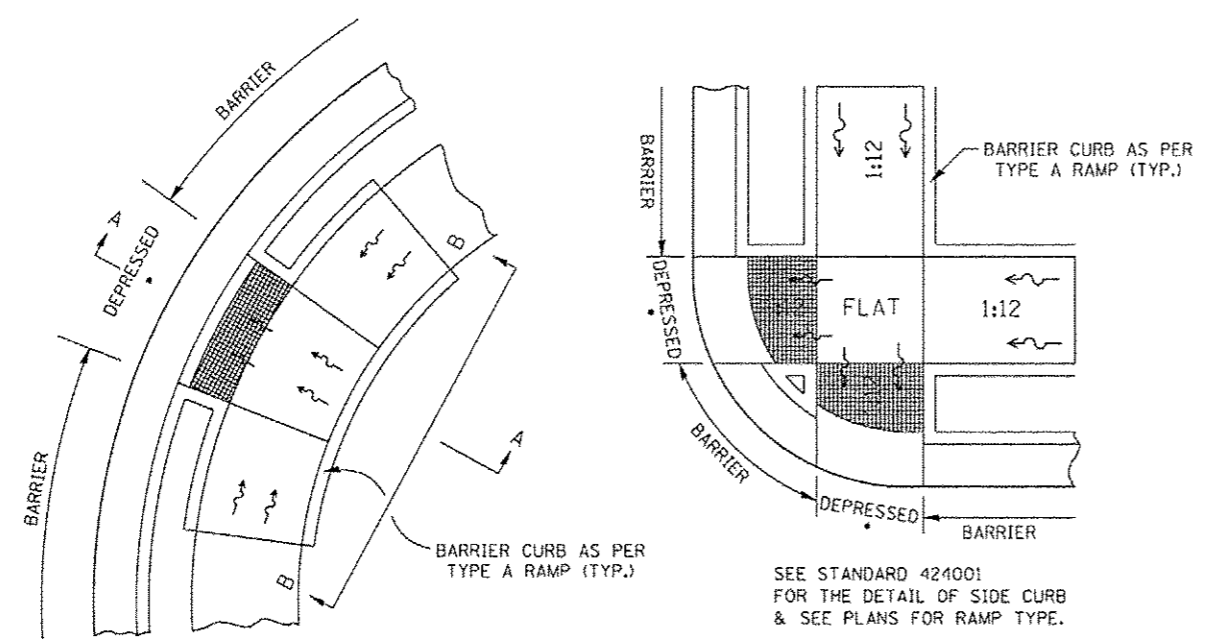 BARRIER
A
DEPRESSED
B
BARRIER
A
B
BARRIER CURB AS PER
TYPE A RAMP (TYP.)
BARRIER
1:12
BARRIER CURB AS PER
TYPE A RAMP (TYP.)
DEPRESSED
FLAT
1:12
BARRIER
DEPRESSED
BARRIER
SEE STANDARD 424001
FOR THE DETAIL OF SIDE CURB
& SEE PLANS FOR RAMP TYPE.